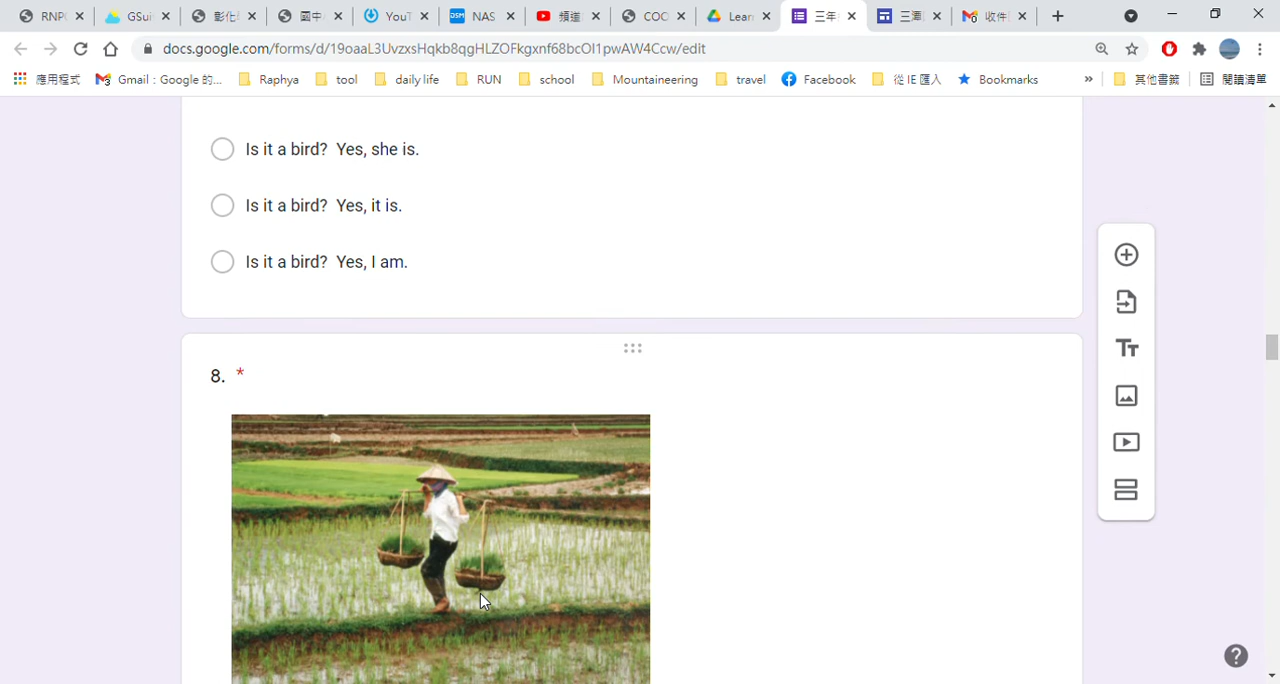 RNP
GSui
彰化
國中
YouT
NAS
頻道
COC
Lear
三年
三潭
收件
docs.google.com/forms/d/19oaaL3UvzxsHqkb8qgHLZOFkgxnf68bcOI1pwAW4Ccw/edit
應用程式 Gmail：Google 的... Raphya tool daily life RUN school Mountaineering travel Facebook 從 IE 匯入 Bookmarks » 其他書籤 閱讀清單
Is it a bird?  Yes, she is.
Is it a bird?  Yes, it is.
Is it a bird?  Yes, I am.
8. *